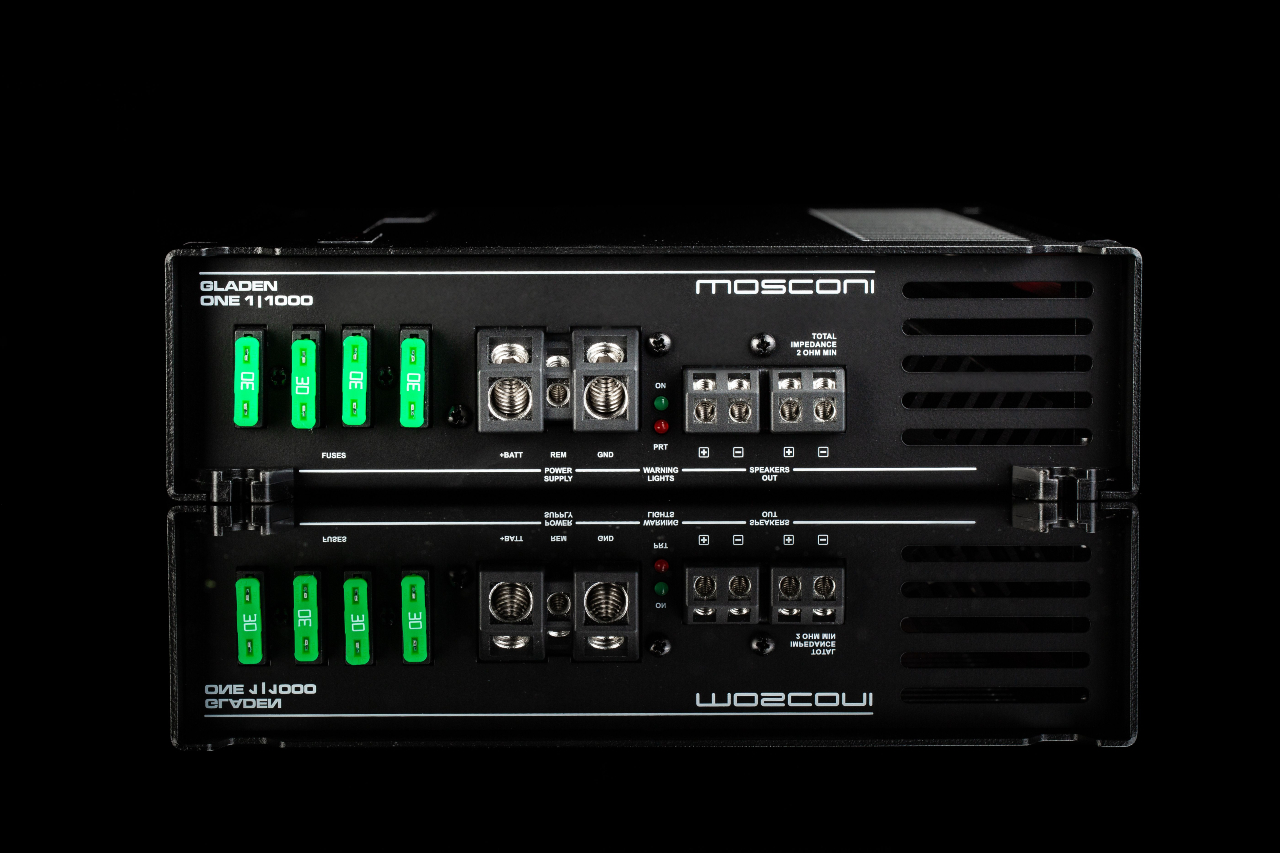 GLADEN
ONE 1|1000
mosconi
TOTAL
IMPEDANCE
2 OHM MIN
30
30
30
30
ON
PRT
FUSES
+BATT
REM
GND
+
−
+
−
POWER
SUPPLY
WARNING
LIGHTS
SPEAKERS
OUT